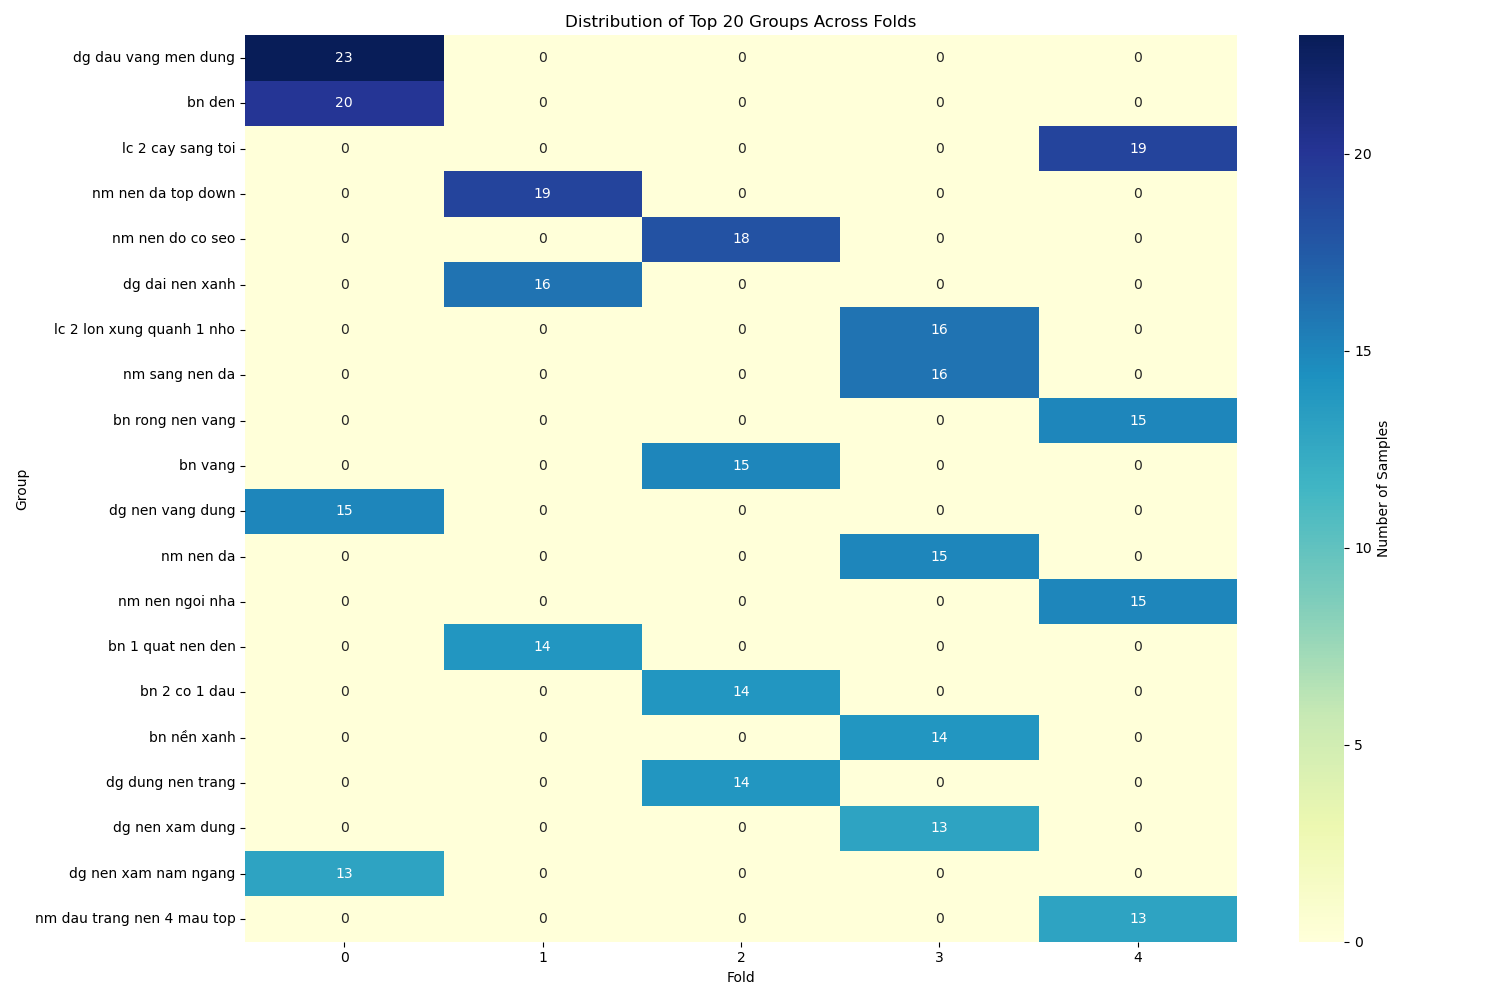 Distribution of Top 20 Groups Across Folds
dg dau vang men dung 23 0 0 0 0
bn den 20 0 0 0 0
lc 2 cay sang toi 0 0 0 0 19
nm nen da top down 0 19 0 0 0
nm nen do co seo 0 0 18 0 0
dg dai nen xanh 0 16 0 0 0
lc 2 lon xung quanh 1 nho 0 0 0 16 0
nm sang nen da 0 0 0 16 0
bn rong nen vang 0 0 0 0 15
bn vang 0 0 15 0 0
dg nen vang dung 15 0 0 0 0
nm nen da 0 0 0 15 0
nm nen ngoi nha 0 0 0 0 15
bn 1 quat nen den 0 14 0 0 0
bn 2 co 1 dau 0 0 14 0 0
bn nền xanh 0 0 0 14 0
dg dung nen trang 0 0 14 0 0
dg nen xam dung 0 0 0 13 0
dg nen xam nam ngang 13 0 0 0 0
nm dau trang nen 4 mau top 0 0 0 0 13
0 1 2 3 4
Fold
Group
20
15
10
5
0
Number of Samples